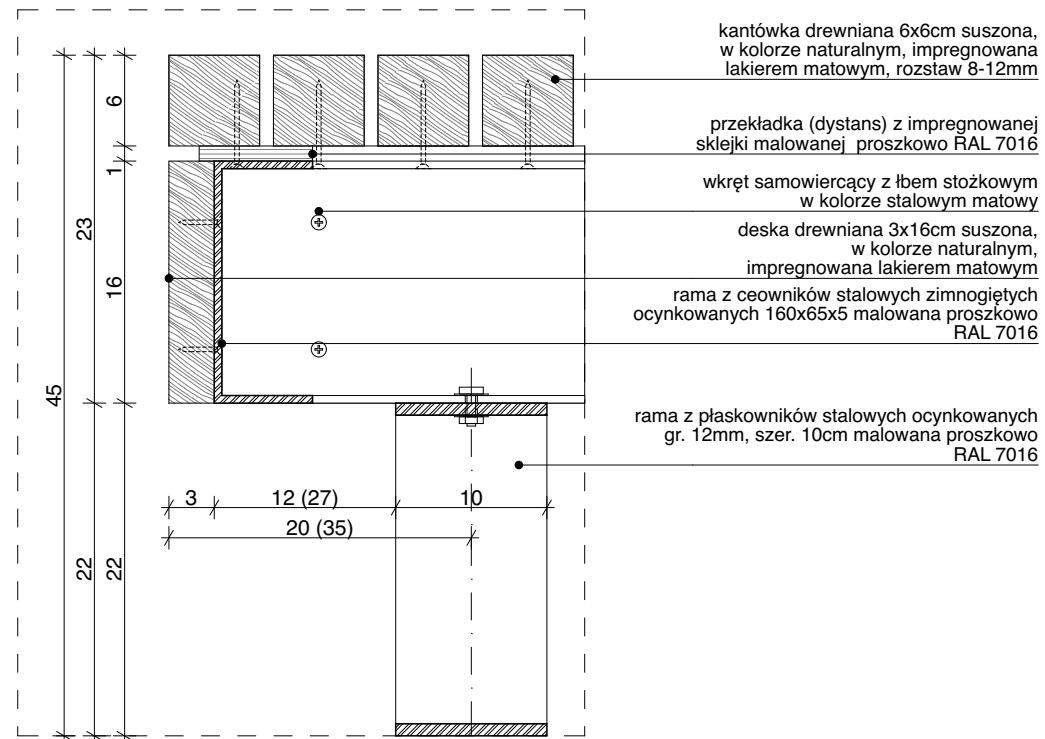 kantówka drewniana 6x6cm suszona,
w kolorze naturalnym, impregnowana
lakierem matowym, rozstaw 8-12mm
przekładka (dystans) z impregnowanej
sklejki malowanej proszkowo RAL 7016
wkręt samowiercący z łbem stożkowym
w kolorze stalowym matowy
deska drewniana 3x16cm suszona,
w kolorze naturalnym,
impregnowana lakierem matowym
rama z ceowników stalowych zimnogiętych
ocynkowanych 160x65x5 malowana proszkowo
RAL 7016
rama z płaskowników stalowych ocynkowanych
gr. 12mm, szer. 10cm malowana proszkowo
RAL 7016
6
1
23
16
45
22
22
3
12 (27)
10
20 (35)